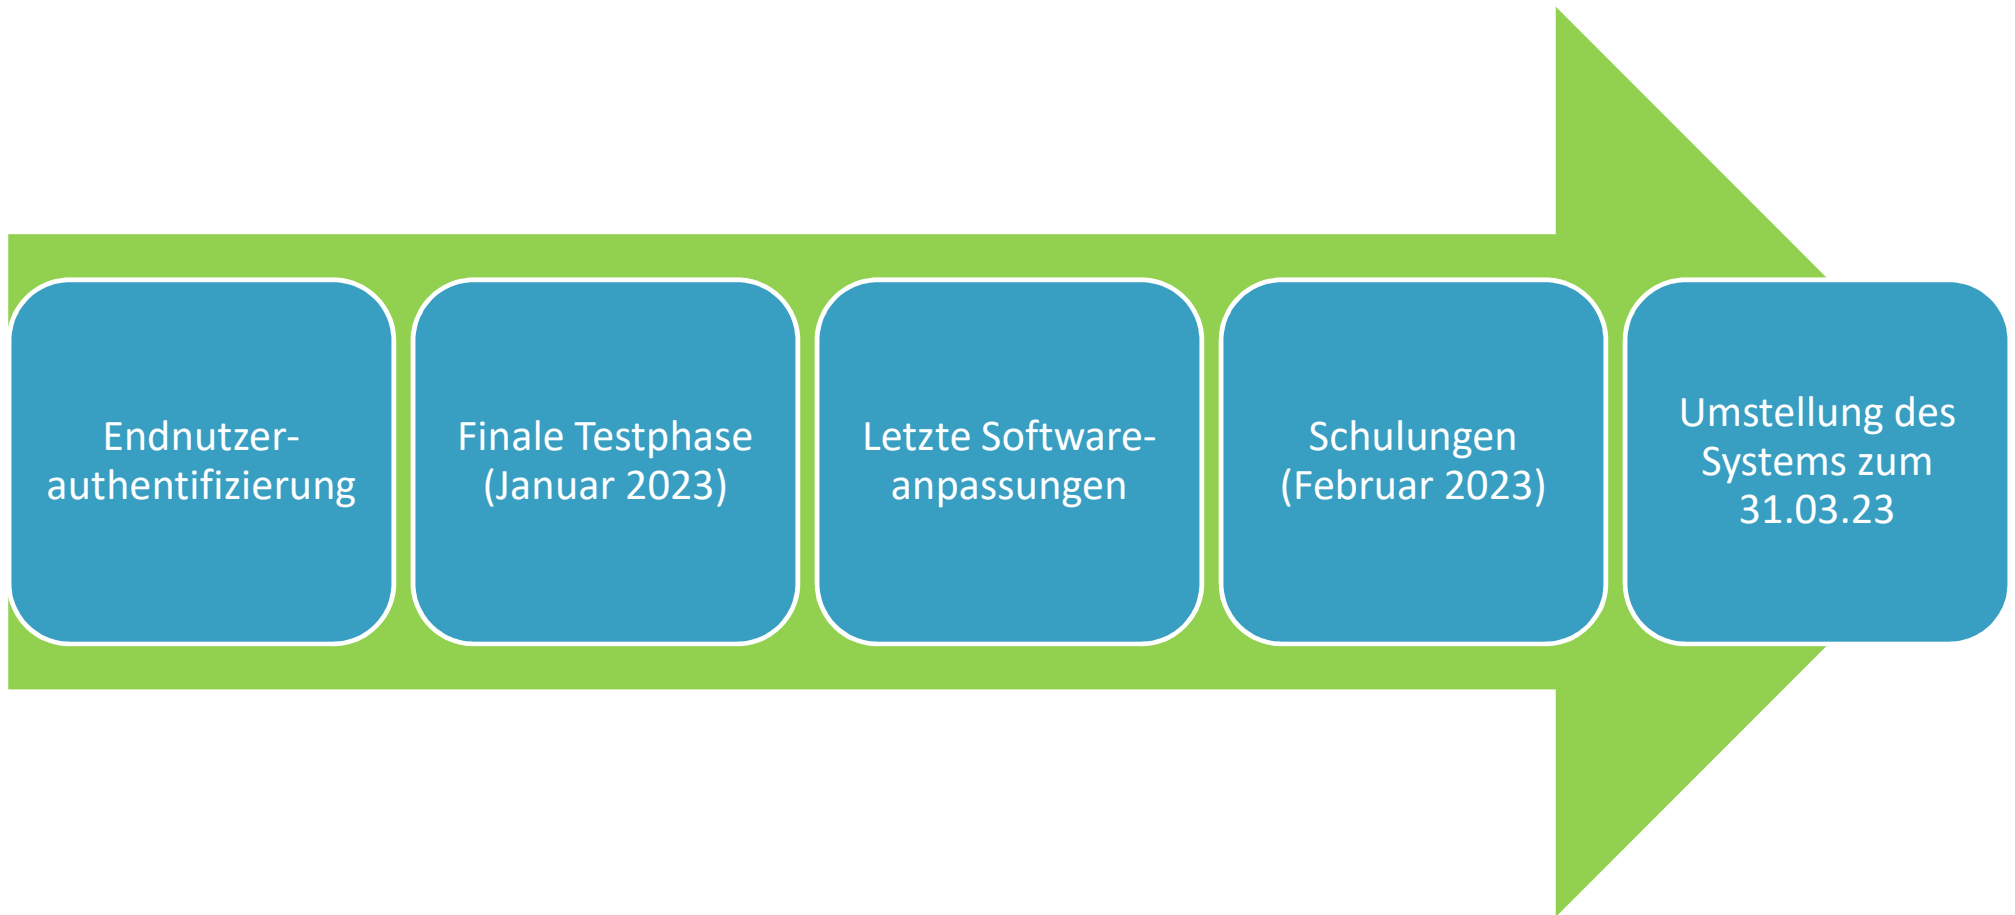 Endnutzer-
authentifizierung
Finale Testphase
(Januar 2023)
Letzte Software-
anpassungen
Schulungen
(Februar 2023)
Umstellung des
Systems zum
31.03.23